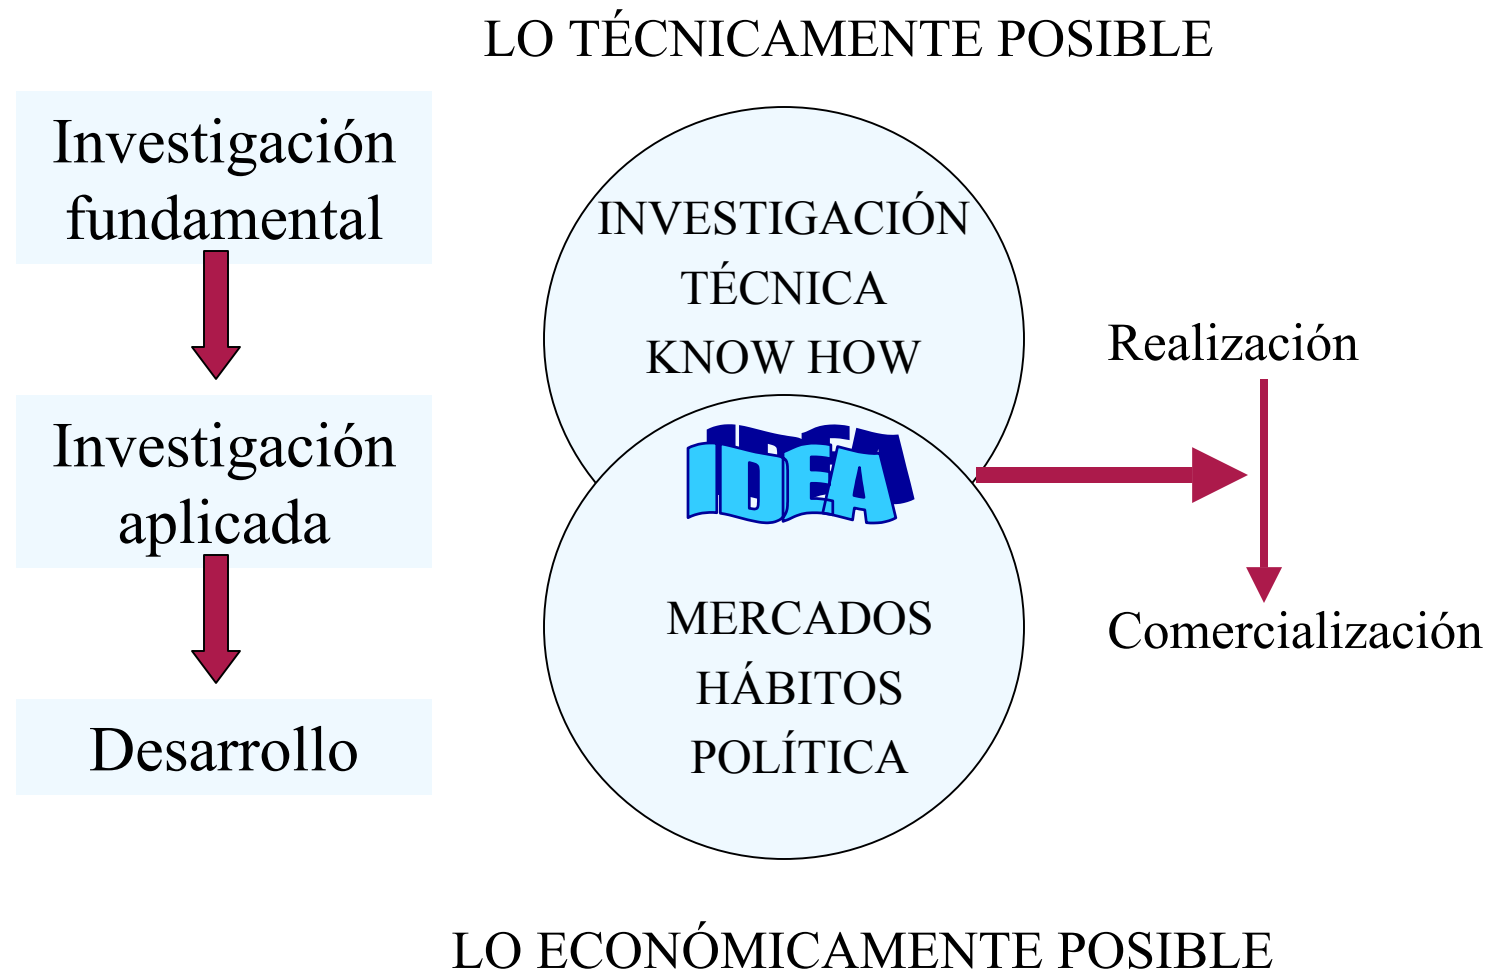 LO TÉCNICAMENTE POSIBLE
Investigación
fundamental
Investigación
aplicada
Desarrollo
INVESTIGACIÓN
TÉCNICA
KNOW HOW
IDEA
MERCADOS
HÁBITOS
POLÍTICA
Realización
Comercialización
LO ECONÓMICAMENTE POSIBLE